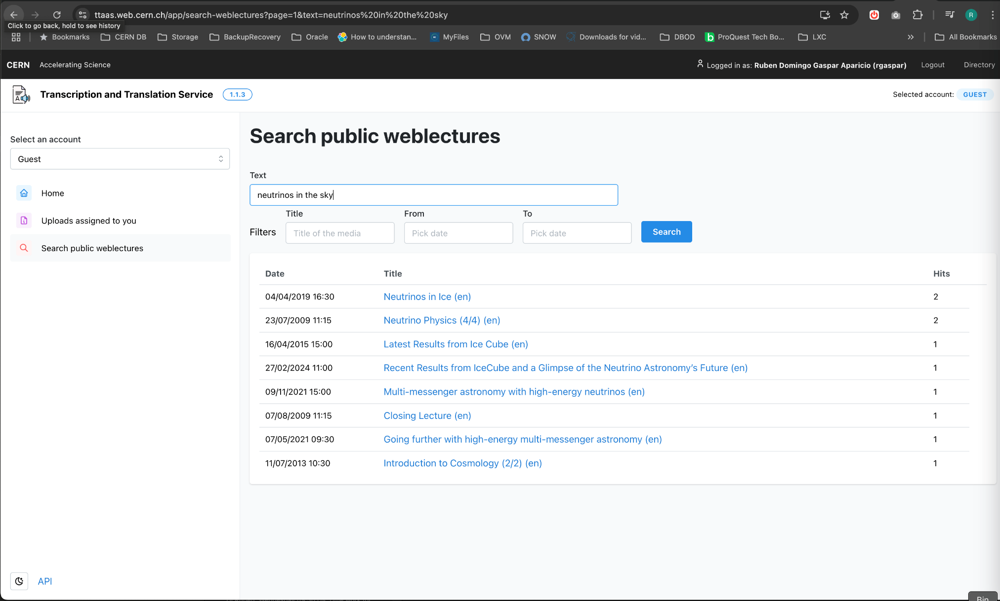 ttaas.web.cern.ch/app/search-weblectures?page=1&text=neutrinos%20in%20the%20sky
R
Click to go back, hold to see history
Bookmarks CERN DB Storage BackupRecovery Oracle How to understan... MyFiles OVM SNOW Downloads for vid... DBOD ProQuest Tech Bo... LXC » All Bookmarks
CERN Accelerating Science
Logged in as: Ruben Domingo Gaspar Aparicio (rgaspar) Logout Directory
Transcription and Translation Service 1.1.3
Selected account: GUEST
Select an account
Guest
Home
Uploads assigned to you
Search public weblectures
API
Search public weblectures
Text
neutrinos in the sky
Title From To
Filters Title of the media Pick date Pick date Search
Date Title Hits
04/04/2019 16:30 Neutrinos in Ice (en) 2
23/07/2009 11:15 Neutrino Physics (4/4) (en) 2
16/04/2015 15:00 Latest Results from Ice Cube (en) 1
27/02/2024 11:00 Recent Results from IceCube and a Glimpse of the Neutrino Astronomy’s Future (en) 1
09/11/2021 15:00 Multi-messenger astronomy with high-energy neutrinos (en) 1
07/08/2009 11:15 Closing Lecture (en) 1
07/05/2021 09:30 Going further with high-energy multi-messenger astronomy (en) 1
11/07/2013 10:30 Introduction to Cosmology (2/2) (en) 1
Bin